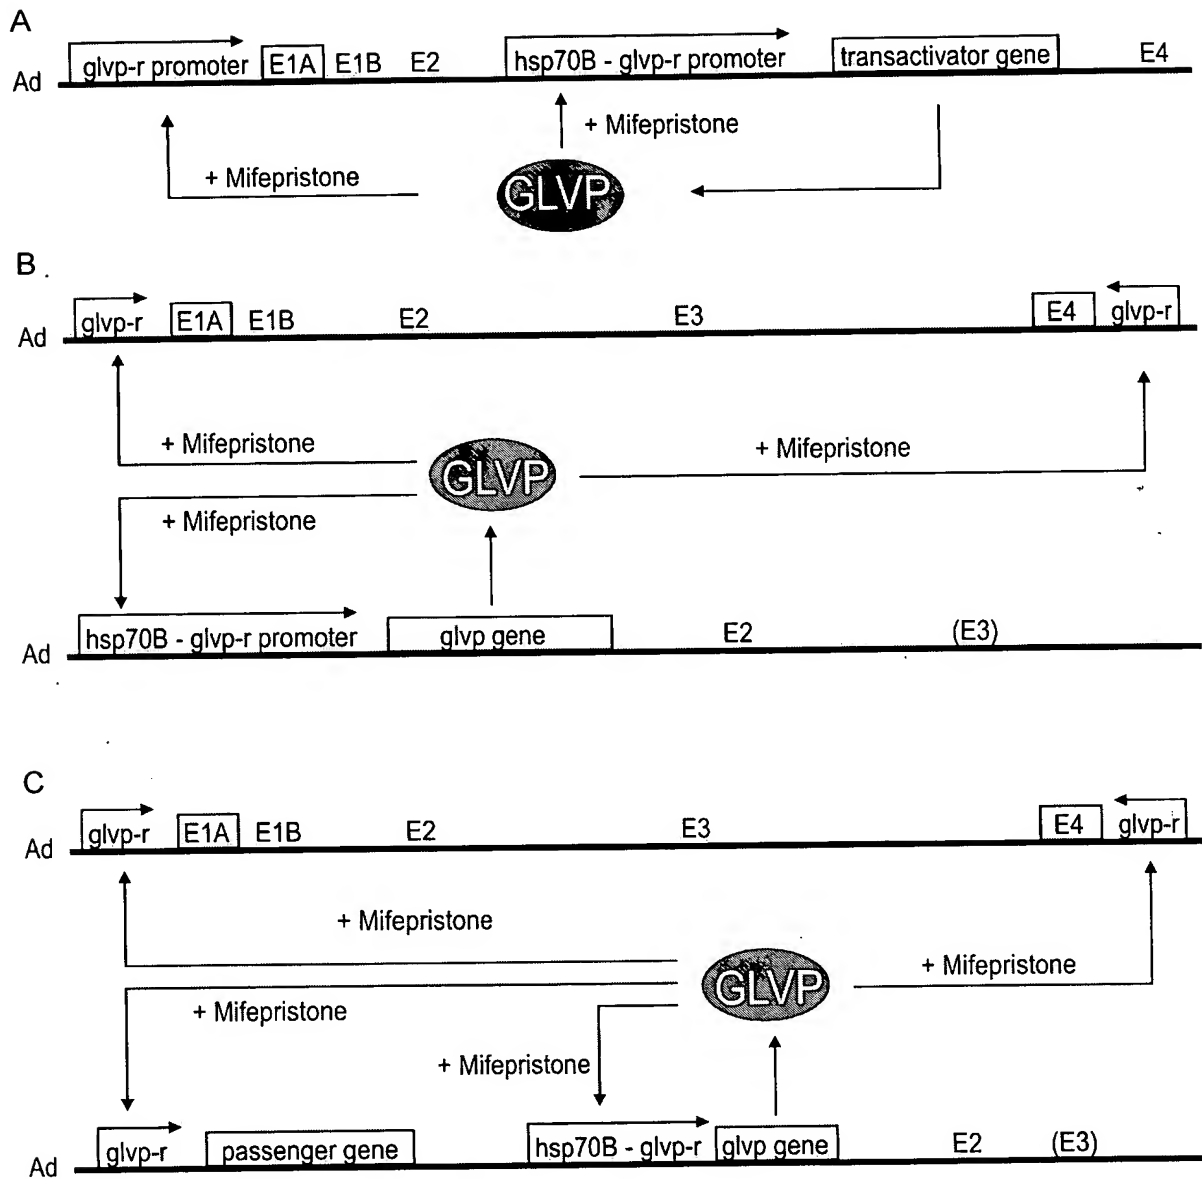 A
Ad glvp-r promoter E1A E1B E2 hsp70B - glvp-r promoter transactivator gene E4
+ Mifepristone
+ Mifepristone
GLVP
B
Ad glvp-r E1A E1B E2 E3 E4 glvp-r
+ Mifepristone + Mifepristone
GLVP
+ Mifepristone
Ad hsp70B - glvp-r promoter glvp gene E2 (E3)
C
Ad glvp-r E1A E1B E2 E3 E4 glvp-r
+ Mifepristone
+ Mifepristone
GLVP
+ Mifepristone
+ Mifepristone
Ad glvp-r passenger gene hsp70B - glvp-r glvp gene E2 (E3)